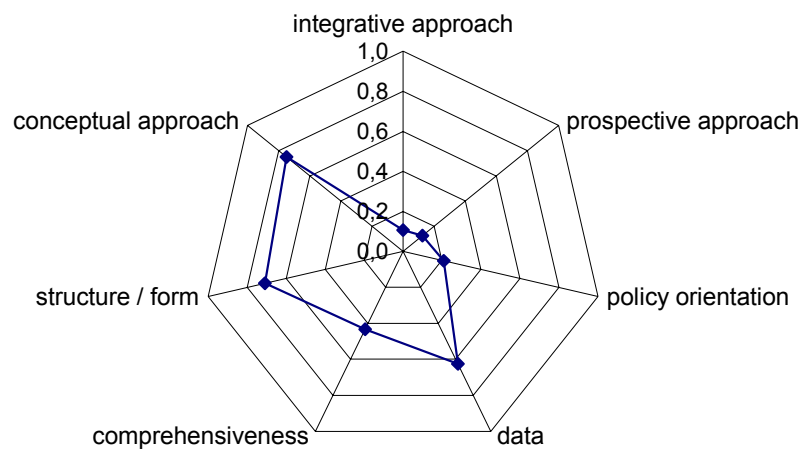 integrative approach
1,0
0,8
conceptual approach
prospective approach
0,6
0,4
0,2
0,0
structure / form
policy orientation
comprehensiveness
data